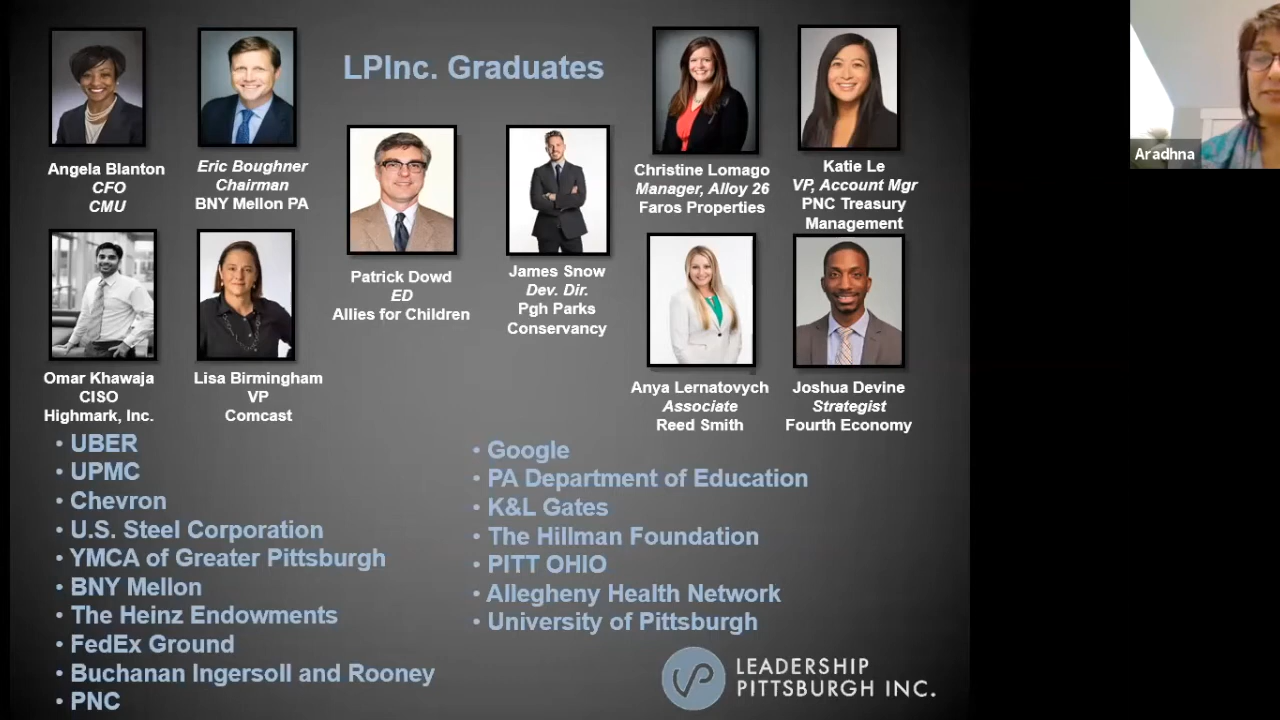 LPInc. Graduates
Angela Blanton
CFO
CMU
Eric Boughner
Chairman
BNY Mellon PA
Patrick Dowd
ED
Allies for Children
James Snow
Dev. Dir.
Pgh Parks
Conservancy
Christine Lomago
Manager, Alloy 26
Faros Properties
Katie Le
VP, Account Mgr
PNC Treasury
Management
Omar Khawaja
CISO
Highmark, Inc.
Lisa Birmingham
VP
Comcast
Anya Lernatovych
Associate
Reed Smith
Joshua Devine
Strategist
Fourth Economy
• UBER
• UPMC
• Chevron
• U.S. Steel Corporation
• YMCA of Greater Pittsburgh
• BNY Mellon
• The Heinz Endowments
• FedEx Ground
• Buchanan Ingersoll and Rooney
• PNC
• Google
• PA Department of Education
• K&L Gates
• The Hillman Foundation
• PITT OHIO
• Allegheny Health Network
• University of Pittsburgh
LEADERSHIP
PITTSBURGH INC.
Aradhna